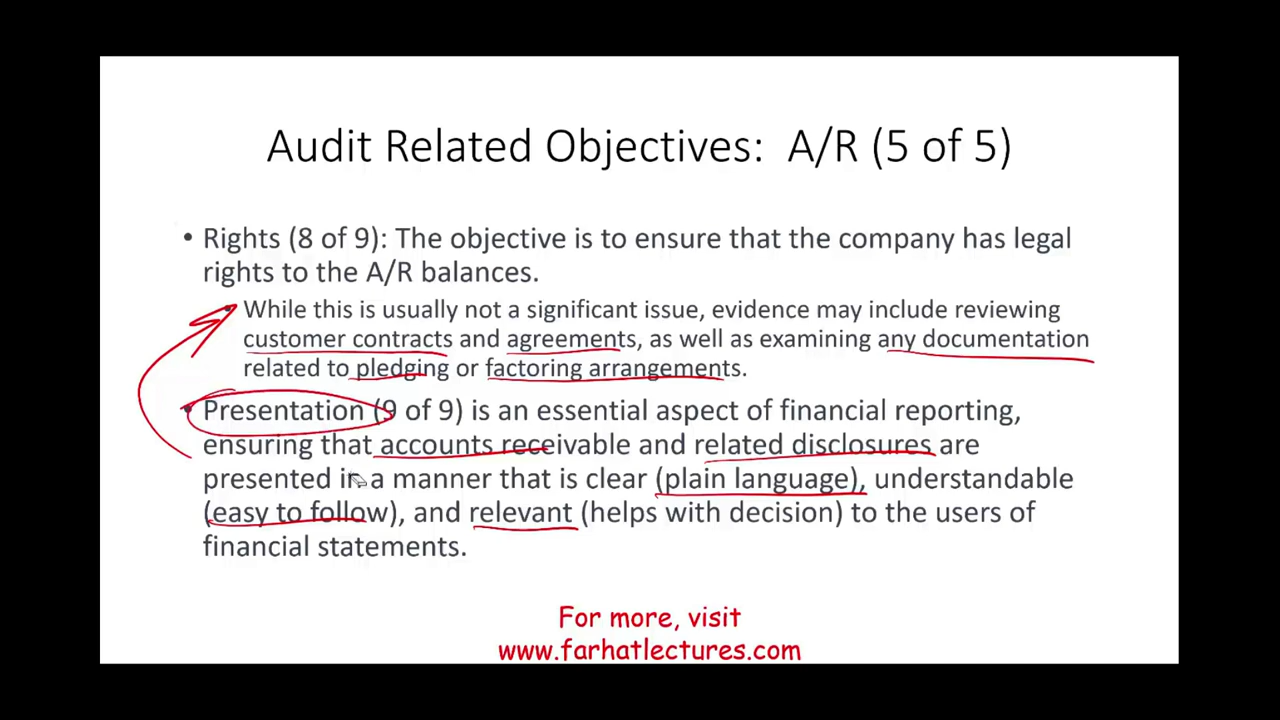 Audit Related Objectives: A/R (5 of 5)
• Rights (8 of 9): The objective is to ensure that the company has legal
rights to the A/R balances.
• While this is usually not a significant issue, evidence may include reviewing
customer contracts and agreements, as well as examining any documentation
related to pledging or factoring arrangements.
• Presentation (9 of 9) is an essential aspect of financial reporting,
ensuring that accounts receivable and related disclosures are
presented in a manner that is clear (plain language), understandable
(easy to follow), and relevant (helps with decision) to the users of
financial statements.
For more, visit
www.farhatlectures.com